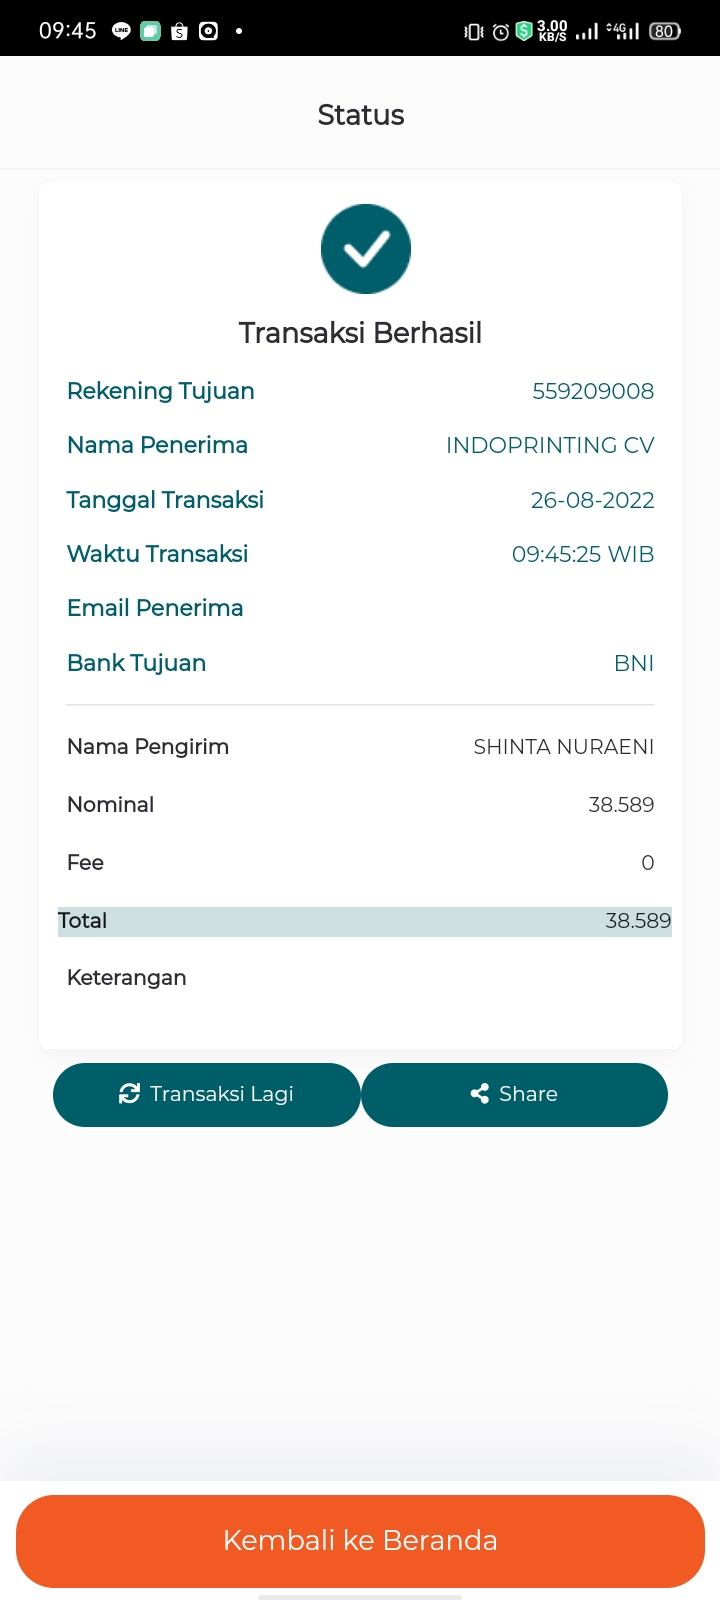 09:45 LINE S 3.00 KB/S 4G 80
Status
Transaksi Berhasil
Rekening Tujuan 559209008
Nama Penerima INDOPRINTING CV
Tanggal Transaksi 26-08-2022
Waktu Transaksi 09:45:25 WIB
Email Penerima
Bank Tujuan BNI
Nama Pengirim SHINTA NURAENI
Nominal 38.589
Fee 0
Total 38.589
Keterangan
Transaksi Lagi Share
Kembali ke Beranda